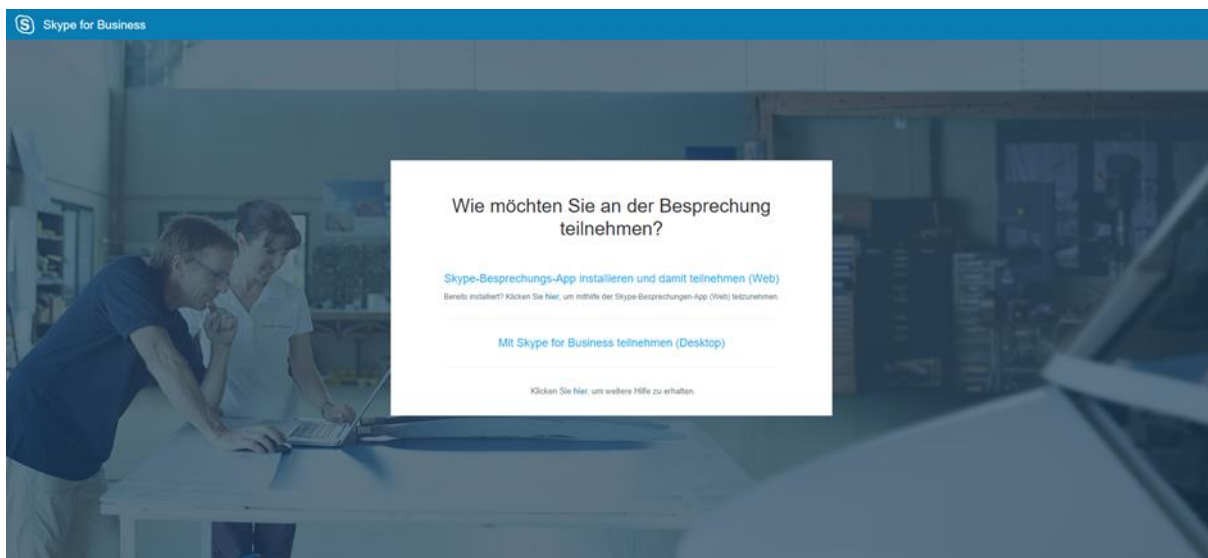 Skype for Business
Wie möchten Sie an der Besprechung
teilnehmen?
Skype-Besprechungs-App installieren und damit teilnehmen (Web)
Bereits installiert? Klicken Sie hier, um mithilfe der Skype-Besprechungen-App (Web) teilzunehmen.
Mit Skype for Business teilnehmen (Desktop)
Klicken Sie hier, um weitere Hilfe zu erhalten.